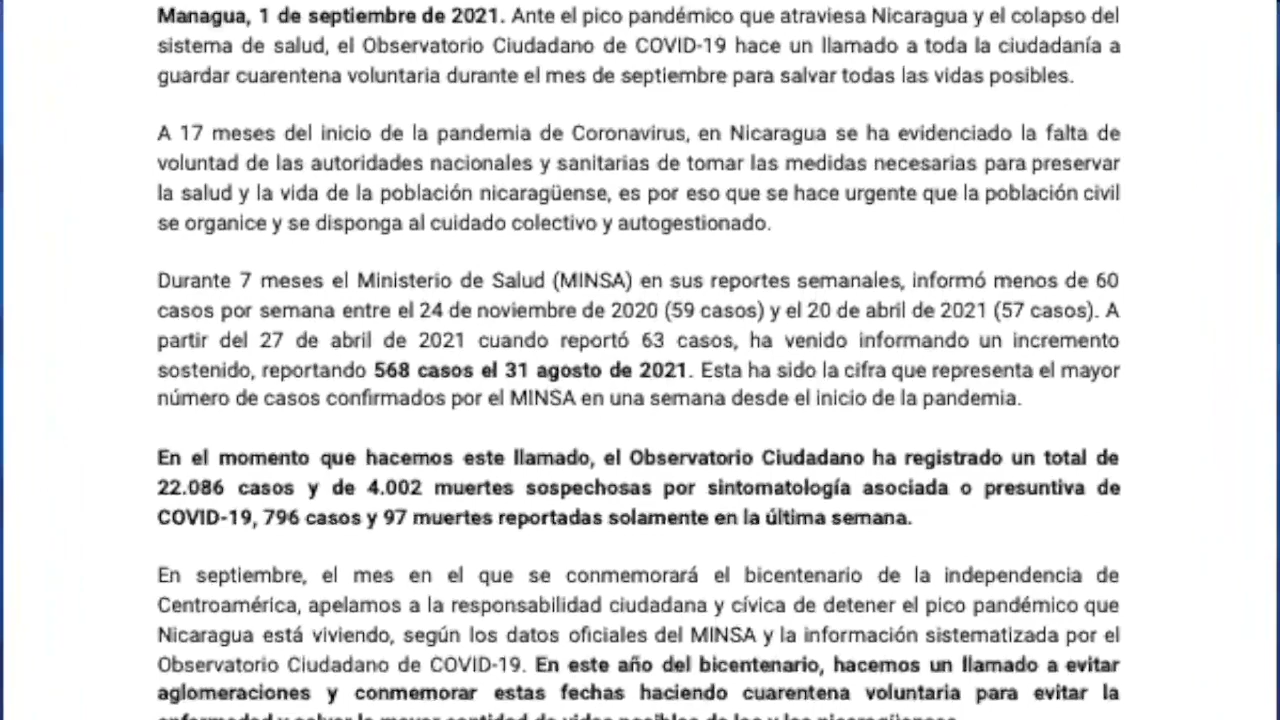 Managua, 1 de septiembre de 2021. Ante el pico pandémico que atraviesa Nicaragua y el colapso del
sistema de salud, el Observatorio Ciudadano de COVID-19 hace un llamado a toda la ciudadanía a
guardar cuarentena voluntaria durante el mes de septiembre para salvar todas las vidas posibles.
A 17 meses del inicio de la pandemia de Coronavirus, en Nicaragua se ha evidenciado la falta de
voluntad de las autoridades nacionales y sanitarias de tomar las medidas necesarias para preservar
la salud y la vida de la población nicaragüense, es por eso que se hace urgente que la población civil
se organice y se disponga al cuidado colectivo y autogestionado.
Durante 7 meses el Ministerio de Salud (MINSA) en sus reportes semanales, informó menos de 60
casos por semana entre el 24 de noviembre de 2020 (59 casos) y el 20 de abril de 2021 (57 casos). A
partir del 27 de abril de 2021 cuando reportó 63 casos, ha venido informando un incremento
sostenido, reportando 568 casos el 31 agosto de 2021. Esta ha sido la cifra que representa el mayor
número de casos confirmados por el MINSA en una semana desde el inicio de la pandemia.
En el momento que hacemos este llamado, el Observatorio Ciudadano ha registrado un total de
22.086 casos y de 4.002 muertes sospechosas por sintomatología asociada o presuntiva de
COVID-19, 796 casos y 97 muertes reportadas solamente en la última semana.
En septiembre, el mes en el que se conmemorará el bicentenario de la independencia de
Centroamérica, apelamos a la responsabilidad ciudadana y cívica de detener el pico pandémico que
Nicaragua está viviendo, según los datos oficiales del MINSA y la información sistematizada por el
Observatorio Ciudadano de COVID-19. En este año del bicentenario, hacemos un llamado a evitar
aglomeraciones y conmemorar estas fechas haciendo cuarentena voluntaria para evitar la